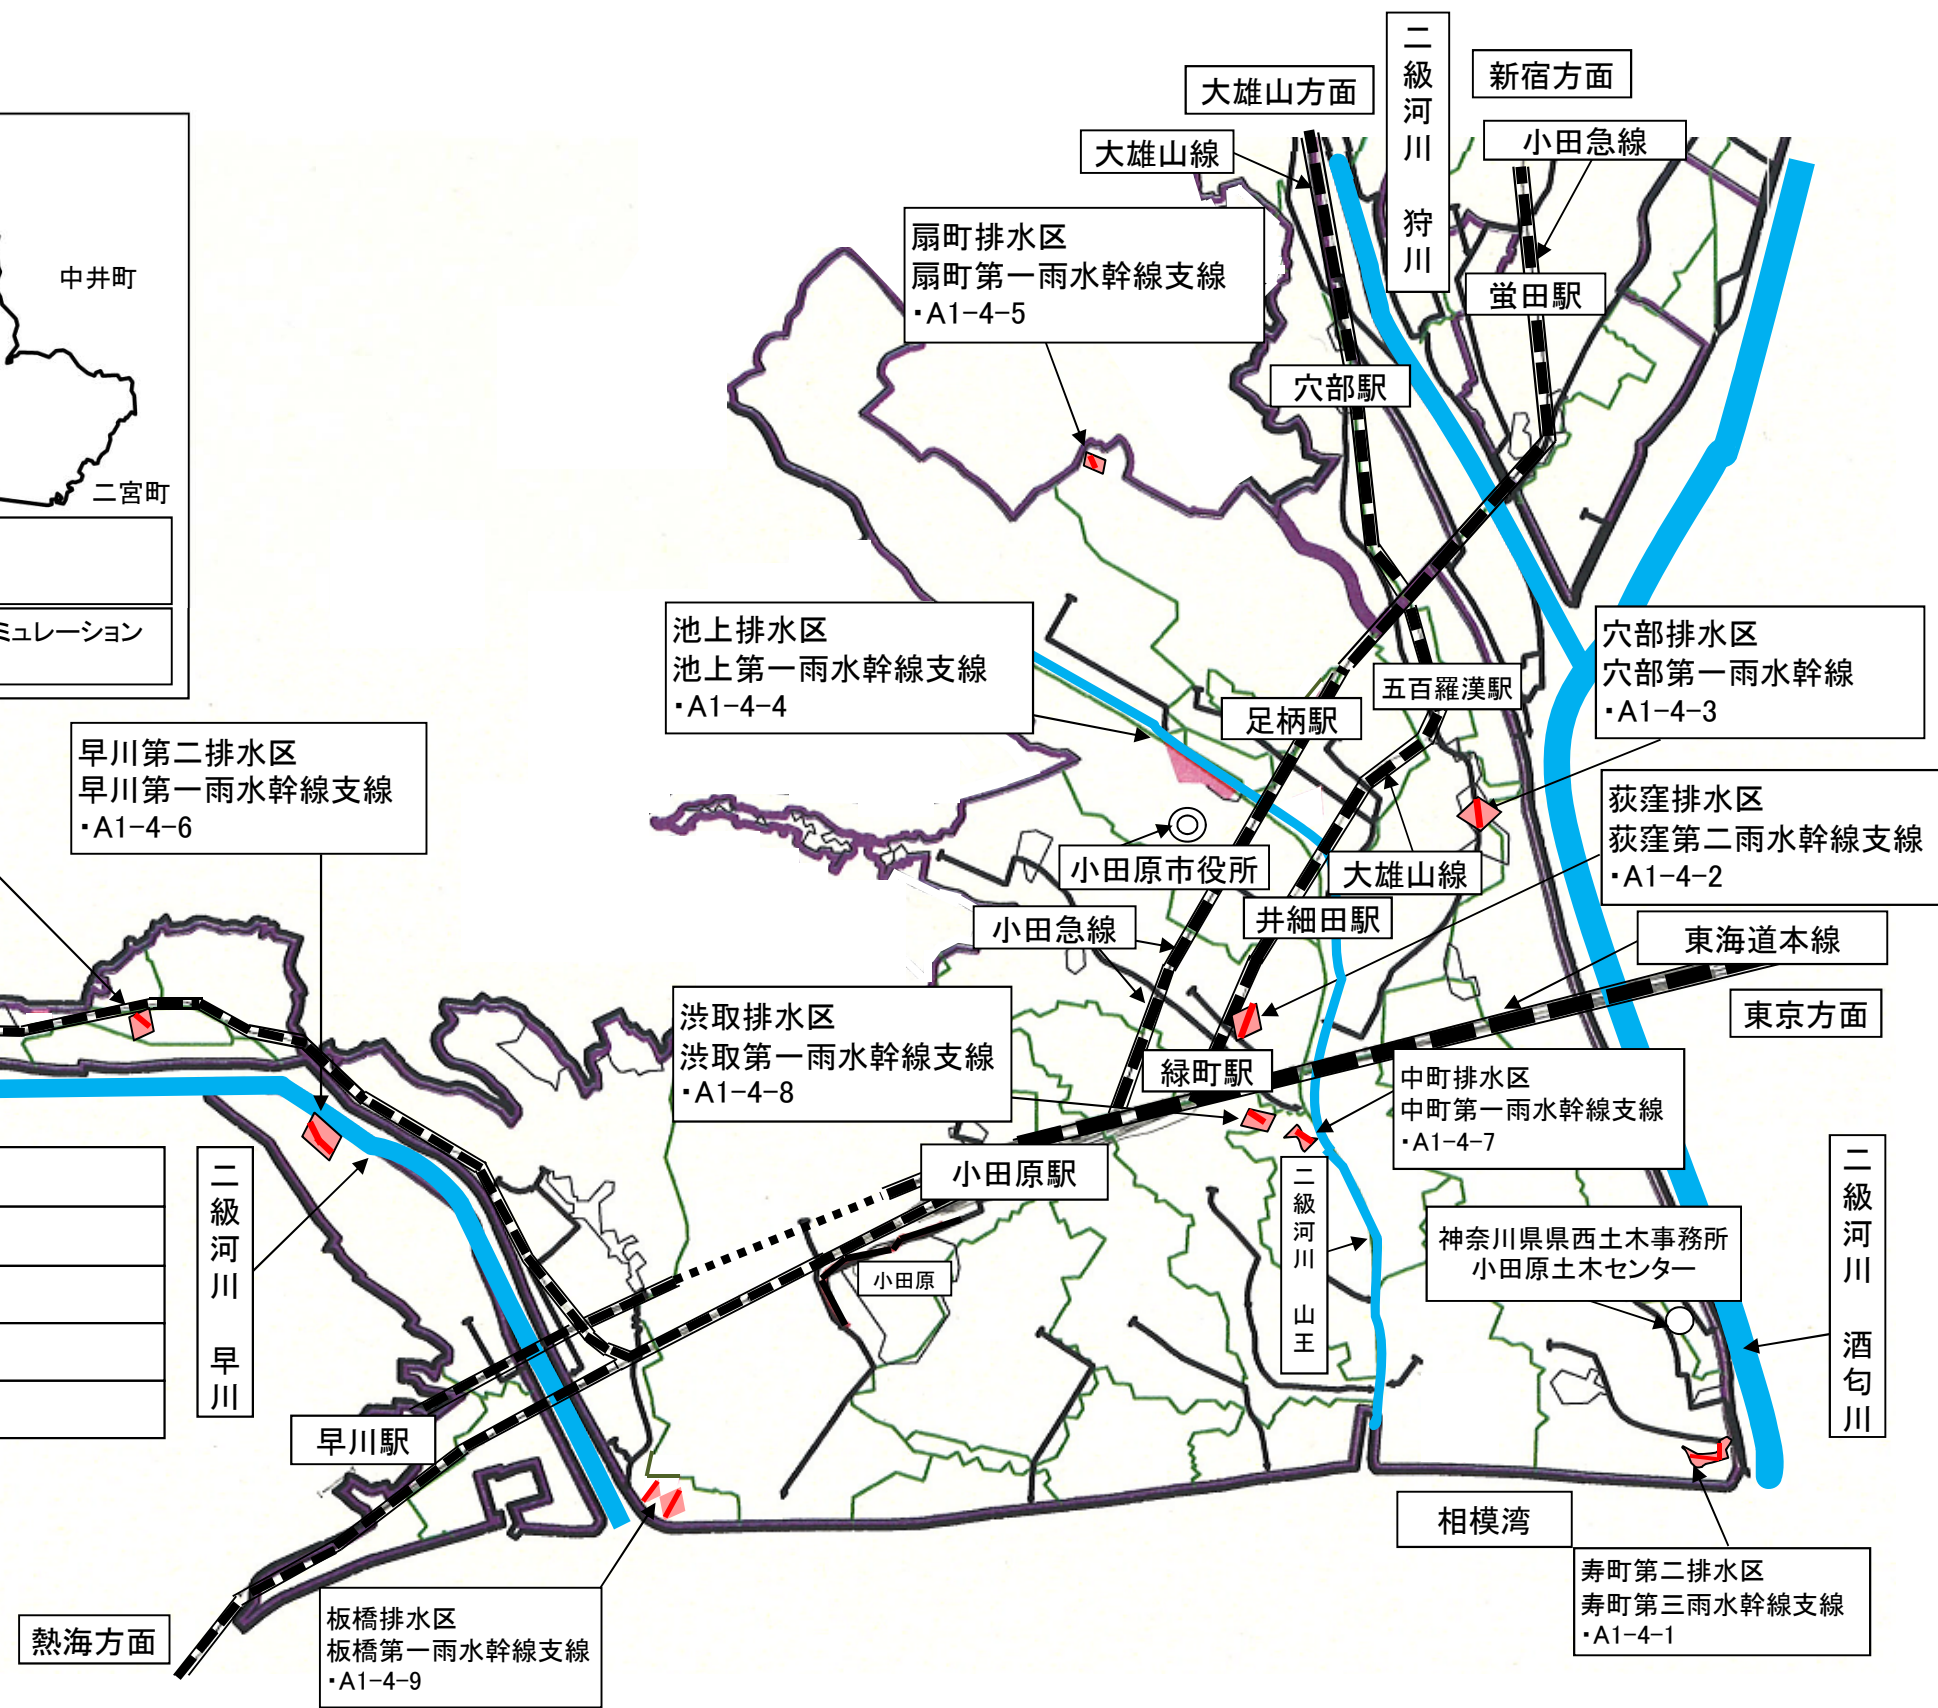 二級河川　狩川
新宿方面
大雄山方面
小田急線
大雄山線
扇町排水区
扇町第一雨水幹線支線
・A1-4-5
中井町
蛍田駅
穴部駅
二宮町
ミュレーション
池上排水区
池上第一雨水幹線支線
・A1-4-4
穴部排水区
穴部第一雨水幹線
・A1-4-3
五百羅漢駅
足柄駅
早川第二排水区
早川第一雨水幹線支線
・A1-4-6
荻窪排水区
荻窪第二雨水幹線支線
・A1-4-2
小田原市役所
大雄山線
井細田駅
小田急線
東海道本線
東京方面
渋取排水区
渋取第一雨水幹線支線
・A1-4-8
緑町駅
中町排水区
中町第一雨水幹線支線
・A1-4-7
小田原駅
二級河川　早川
二級河川　山王
神奈川県県西土木事務所
小田原土木センター
二級河川　酒匂川
小田原
早川駅
相模湾
寿町第二排水区
寿町第三雨水幹線支線
・A1-4-1
板橋排水区
板橋第一雨水幹線支線
・A1-4-9
熱海方面